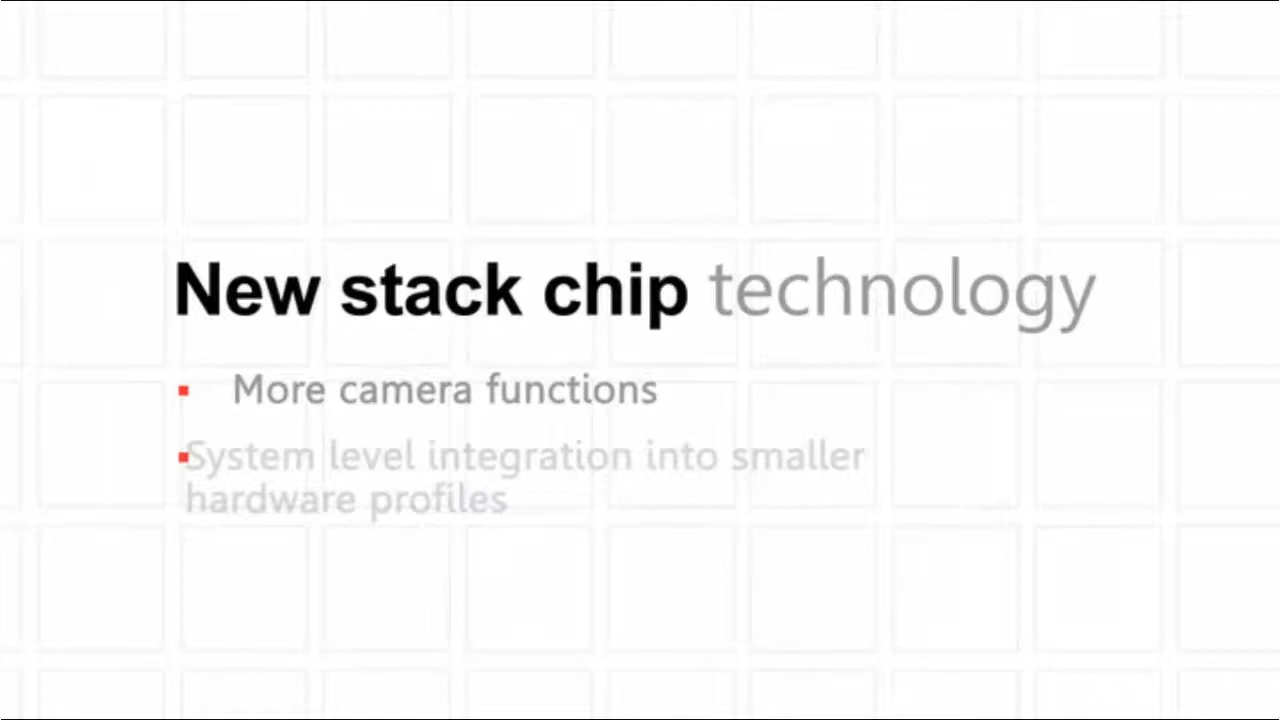 New stack chip technology
More camera functions
System level integration into smaller
hardware profiles